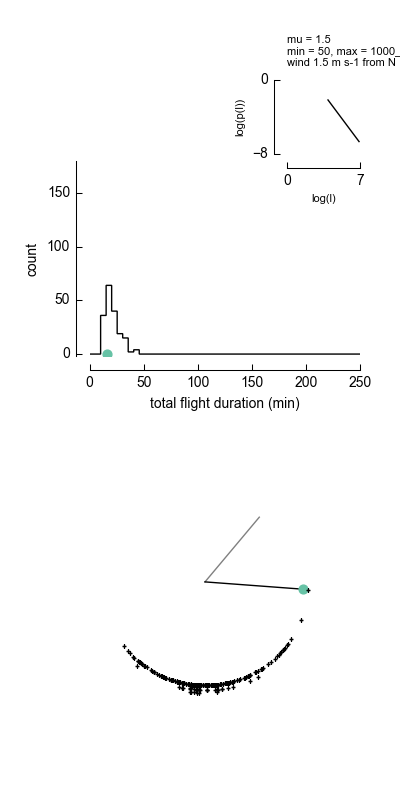 mu = 1.5
min = 50, max = 1000_
wind 1.5 m s-1 from N
0
log(p(l))
−8
0 7
log(l)
150
100
count
50
0
0 50 100 150 200 250
total flight duration (min)